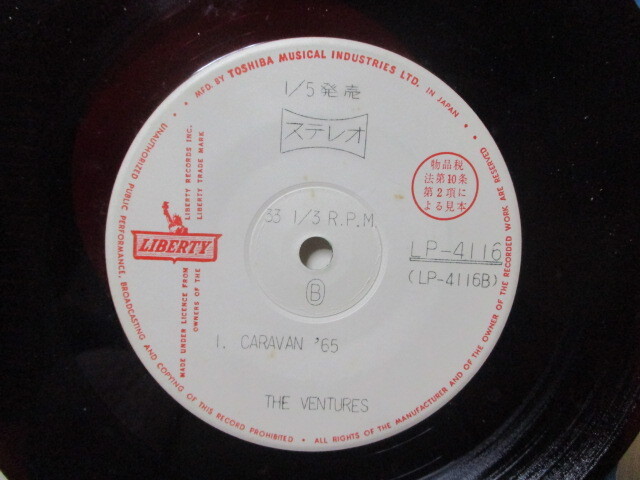 MFD. BY TOSHIBA MUSICAL INDUSTRIES LTD. IN JAPAN
1/5発売
ステレオ
物品税
法第10条
第2項に
よる見本
33 1/3 R.P.M
LIBERTY
LIBERTY RECORDS INC.
LIBERTY TRADE MARK
MADE UNDER LICENCE FROM
OWNERS OF THE
LP-4116
(LP-4116B)
Ⓑ
1. CARAVAN '65
THE VENTURES
UNAUTHORIZED PUBLIC PERFORMANCE, BROADCASTING AND COPYING OF THIS RECORD PROHIBITED • ALL RIGHTS OF THE MANUFACTURER AND OF THE OWNER OF THE RECORDED WORK ARE RESERVED